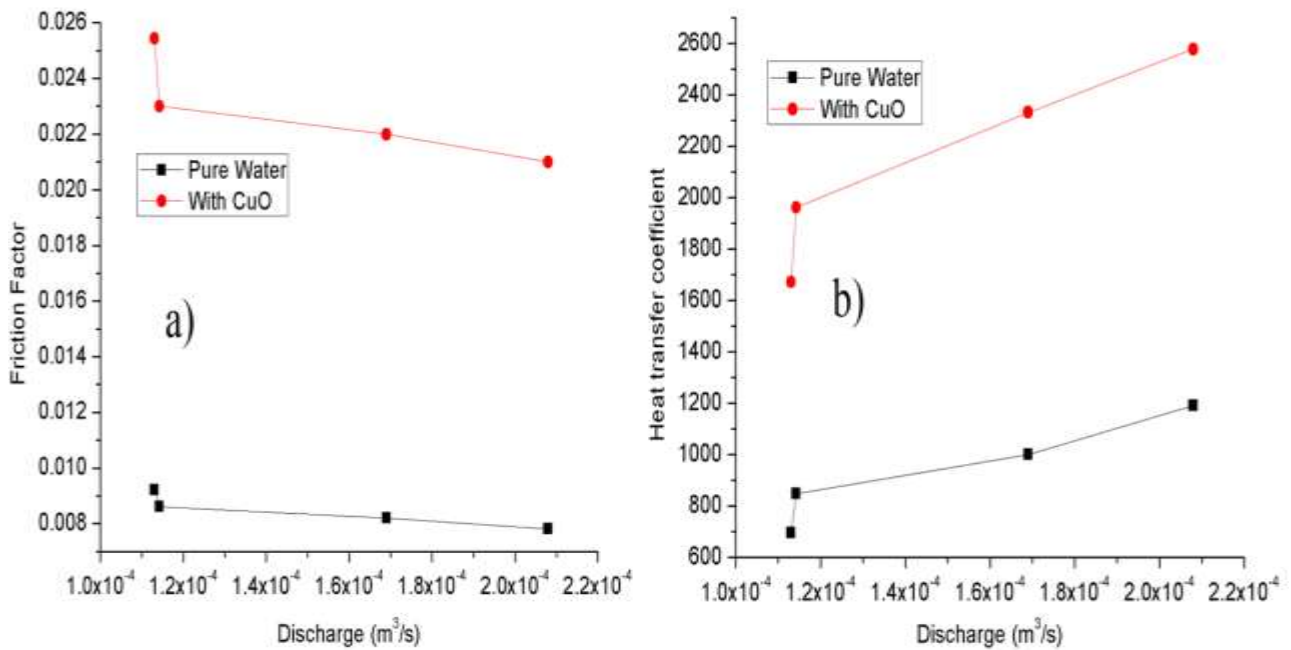 0.026
0.024
0.022
0.020
0.018
0.016
0.014
0.012
0.010
0.008
Friction Factor
Pure Water
With CuO
a)
1.0x10⁻⁴ 1.2x10⁻⁴ 1.4x10⁻⁴ 1.6x10⁻⁴ 1.8x10⁻⁴ 2.0x10⁻⁴ 2.2x10⁻⁴
Discharge (m³/s)
2600
2400
2200
2000
1800
1600
1400
1200
1000
800
600
Heat transfer coefficient
Pure Water
With CuO
b)
1.0x10⁻⁴ 1.2x10⁻⁴ 1.4x10⁻⁴ 1.6x10⁻⁴ 1.8x10⁻⁴ 2.0x10⁻⁴ 2.2x10⁻⁴
Discharge (m³/s)